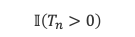 𝕀(Tₙ > 0)